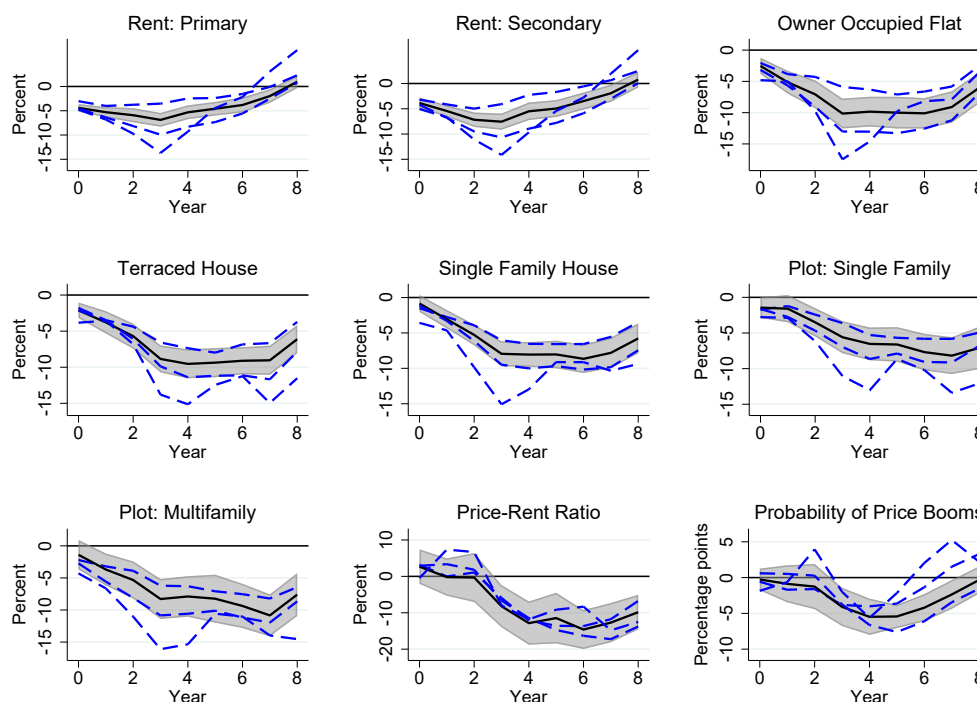 Rent: Primary
Percent
0
-5
-10
-15
0 2 4 6 8
Year
Rent: Secondary
Percent
0
-5
-10
-15
0 2 4 6 8
Year
Owner Occupied Flat
Percent
0
-5
-10
-15
0 2 4 6 8
Year
Terraced House
Percent
0
-5
-10
-15
0 2 4 6 8
Year
Single Family House
Percent
0
-5
-10
-15
0 2 4 6 8
Year
Plot: Single Family
Percent
0
-5
-10
-15
0 2 4 6 8
Year
Plot: Multifamily
Percent
0
-5
-10
-15
0 2 4 6 8
Year
Price-Rent Ratio
Percent
10
0
-10
-20
0 2 4 6 8
Year
Probability of Price Booms
Percentage points
5
0
-5
-10
0 2 4 6 8
Year